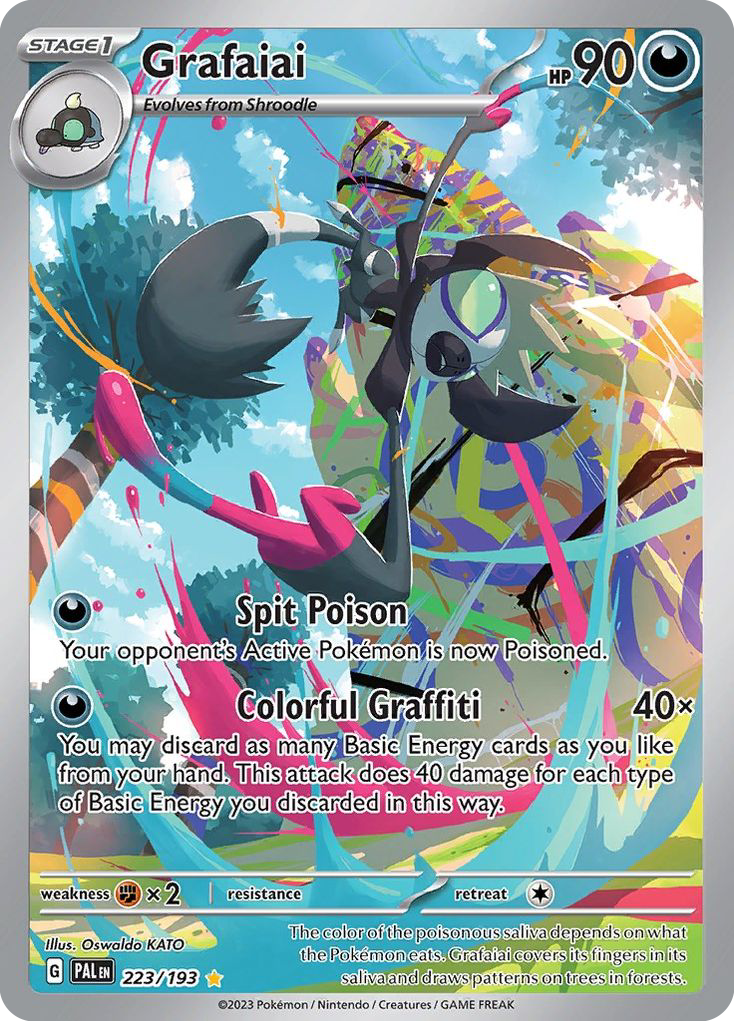 STAGE1
Grafaiai
HP 90
Evolves from Shroodle
Spit Poison
Your opponent's Active Pokémon is now Poisoned.
Colorful Graffiti 40×
You may discard as many Basic Energy cards as you like
from your hand. This attack does 40 damage for each type
of Basic Energy you discarded in this way.
weakness ×2 resistance retreat
Illus. Oswaldo KATO
The color of the poisonous saliva depends on what
the Pokémon eats. Grafaiai covers its fingers in its
saliva and draws patterns on trees in forests.
G PAL EN 223/193
©2023 Pokémon / Nintendo / Creatures / GAME FREAK